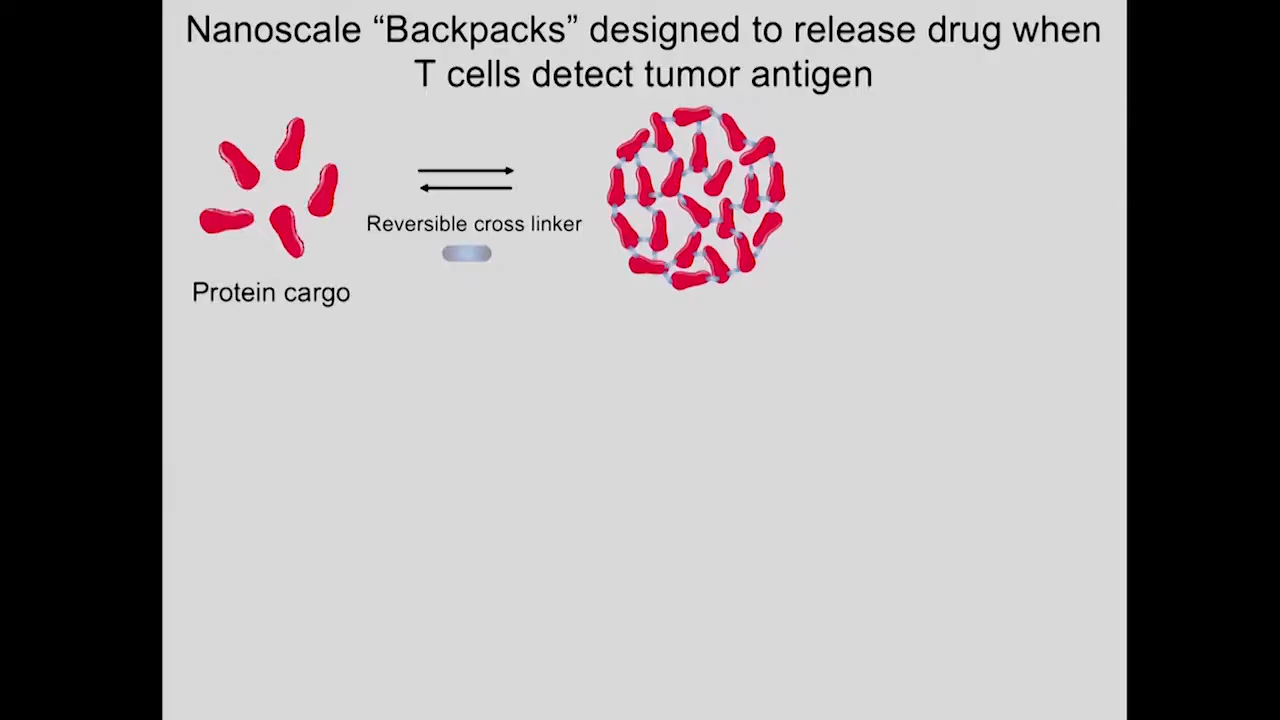 Nanoscale “Backpacks” designed to release drug when
T cells detect tumor antigen
Reversible cross linker
Protein cargo